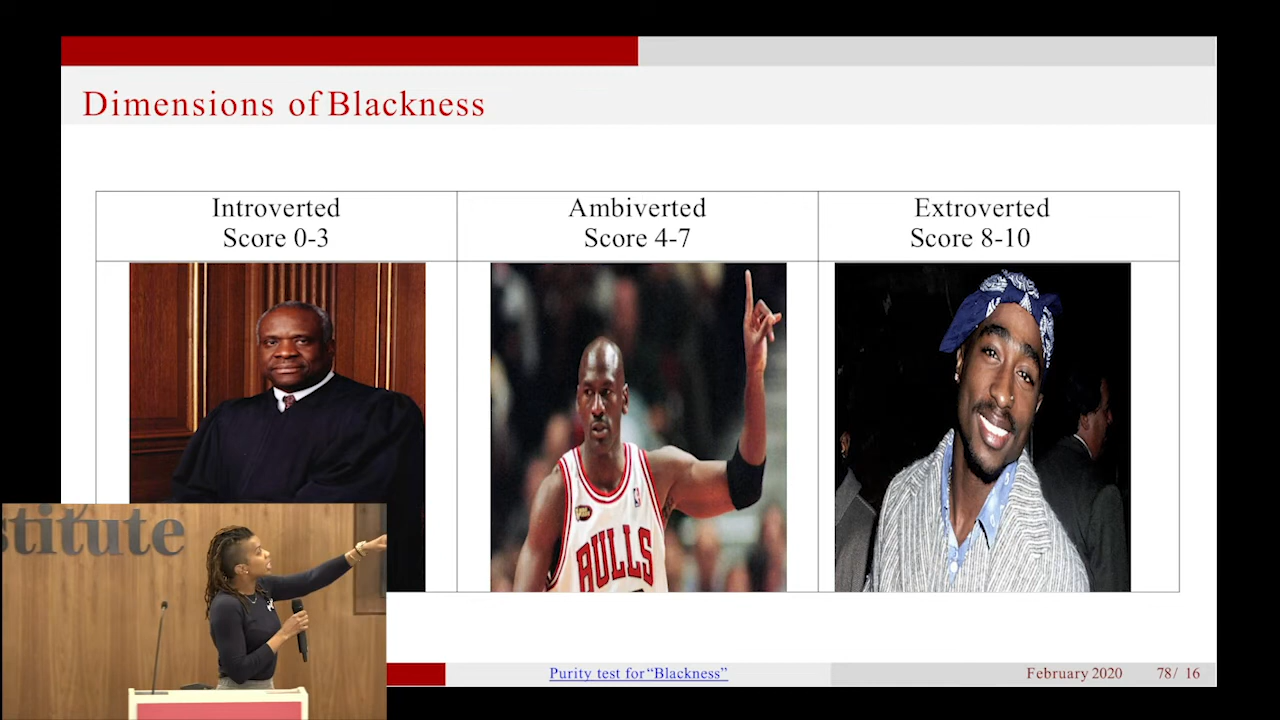 Dimensions of Blackness
Introverted
Score 0-3
Ambiverted
Score 4-7
Extroverted
Score 8-10
BULLS
stitute
Purity test for “Blackness”
February 2020
78/ 16